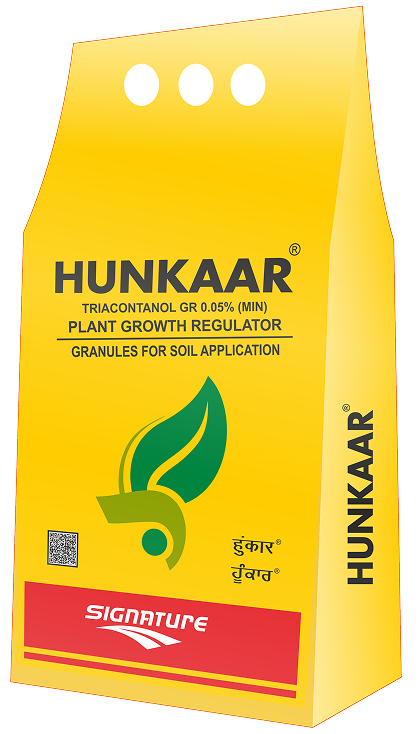 HUNKAAR®
TRIACONTANOL GR 0.05% (MIN)
PLANT GROWTH REGULATOR
GRANULES FOR SOIL APPLICATION
हुंकार®
ਹੂੰਕਾਰ®
SIGNATURE
HUNKAAR®